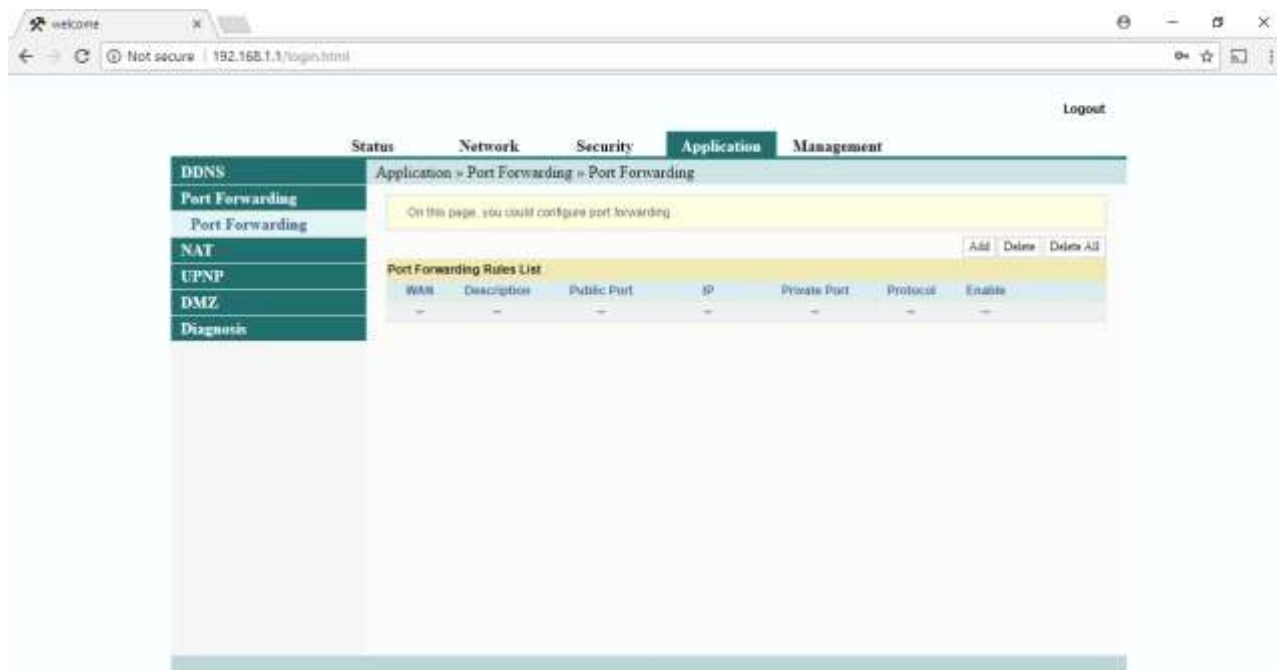 welcome
Not secure | 192.168.1.1/login.html
Logout
Status Network Security Application Management
DDNS
Port Forwarding
Port Forwarding
NAT
UPNP
DMZ
Diagnosis
Application » Port Forwarding » Port Forwarding
On this page, you could configure port forwarding
Add Delete Delete All
Port Forwarding Rules List
WAN Description Public Port IP Private Port Protocol Enable
-- -- -- -- -- -- --